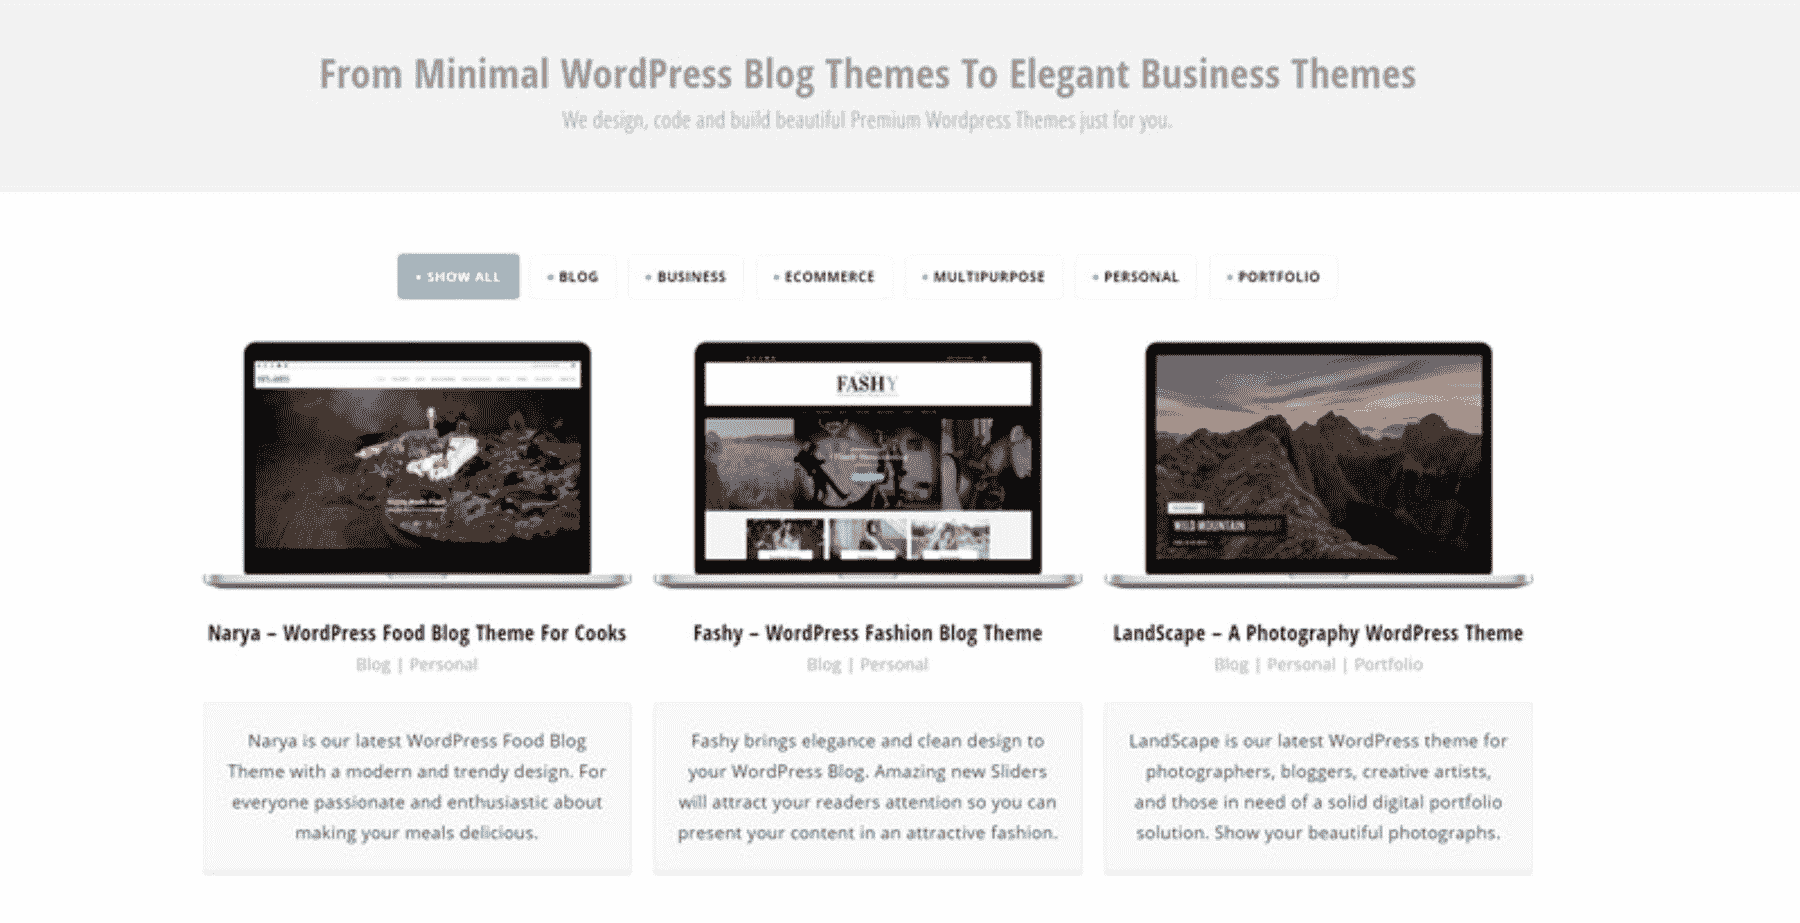 From Minimal WordPress Blog Themes To Elegant Business Themes
We design, code and build beautiful Premium Wordpress Themes just for you.
SHOW ALL
BLOG
BUSINESS
ECOMMERCE
MULTIPURPOSE
PERSONAL
PORTFOLIO
FASHY
WILD MOUNTAIN
Narya – WordPress Food Blog Theme For Cooks
Blog | Personal
Narya is our latest WordPress Food Blog
Theme with a modern and trendy design. For
everyone passionate and enthusiastic about
making your meals delicious.
Fashy – WordPress Fashion Blog Theme
Blog | Personal
Fashy brings elegance and clean design to
your WordPress Blog. Amazing new Sliders
will attract your readers attention so you can
present your content in an attractive fashion.
LandScape – A Photography WordPress Theme
Blog | Personal | Portfolio
LandScape is our latest WordPress theme for
photographers, bloggers, creative artists,
and those in need of a solid digital portfolio
solution. Show your beautiful photographs.